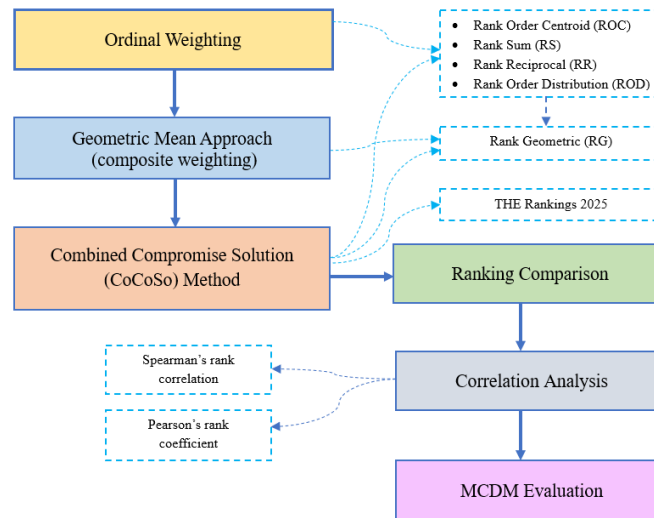 Ordinal Weighting
• Rank Order Centroid (ROC)
• Rank Sum (RS)
• Rank Reciprocal (RR)
• Rank Order Distribution (ROD)
Geometric Mean Approach
(composite weighting)
Rank Geometric (RG)
THE Rankings 2025
Combined Compromise Solution
(CoCoSo) Method
Ranking Comparison
Spearman's rank
correlation
Correlation Analysis
Pearson's rank
coefficient
MCDM Evaluation